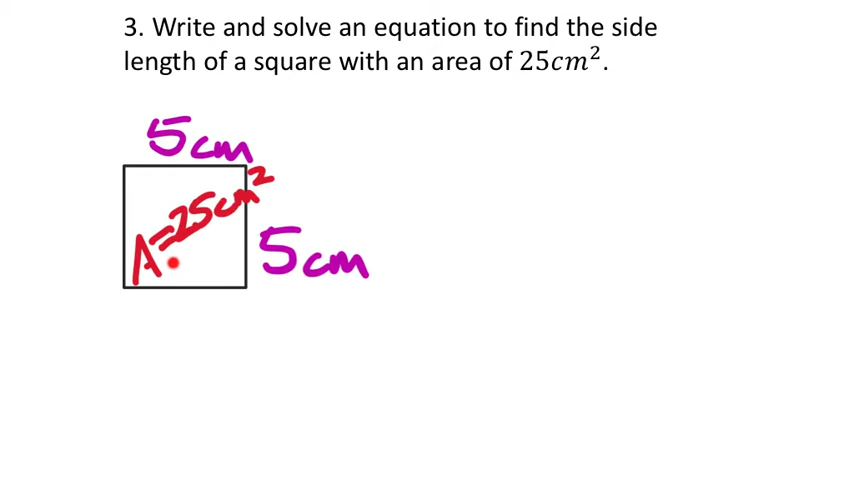 3. Write and solve an equation to find the side
length of a square with an area of 25cm².
5cm
A=25cm²
5cm